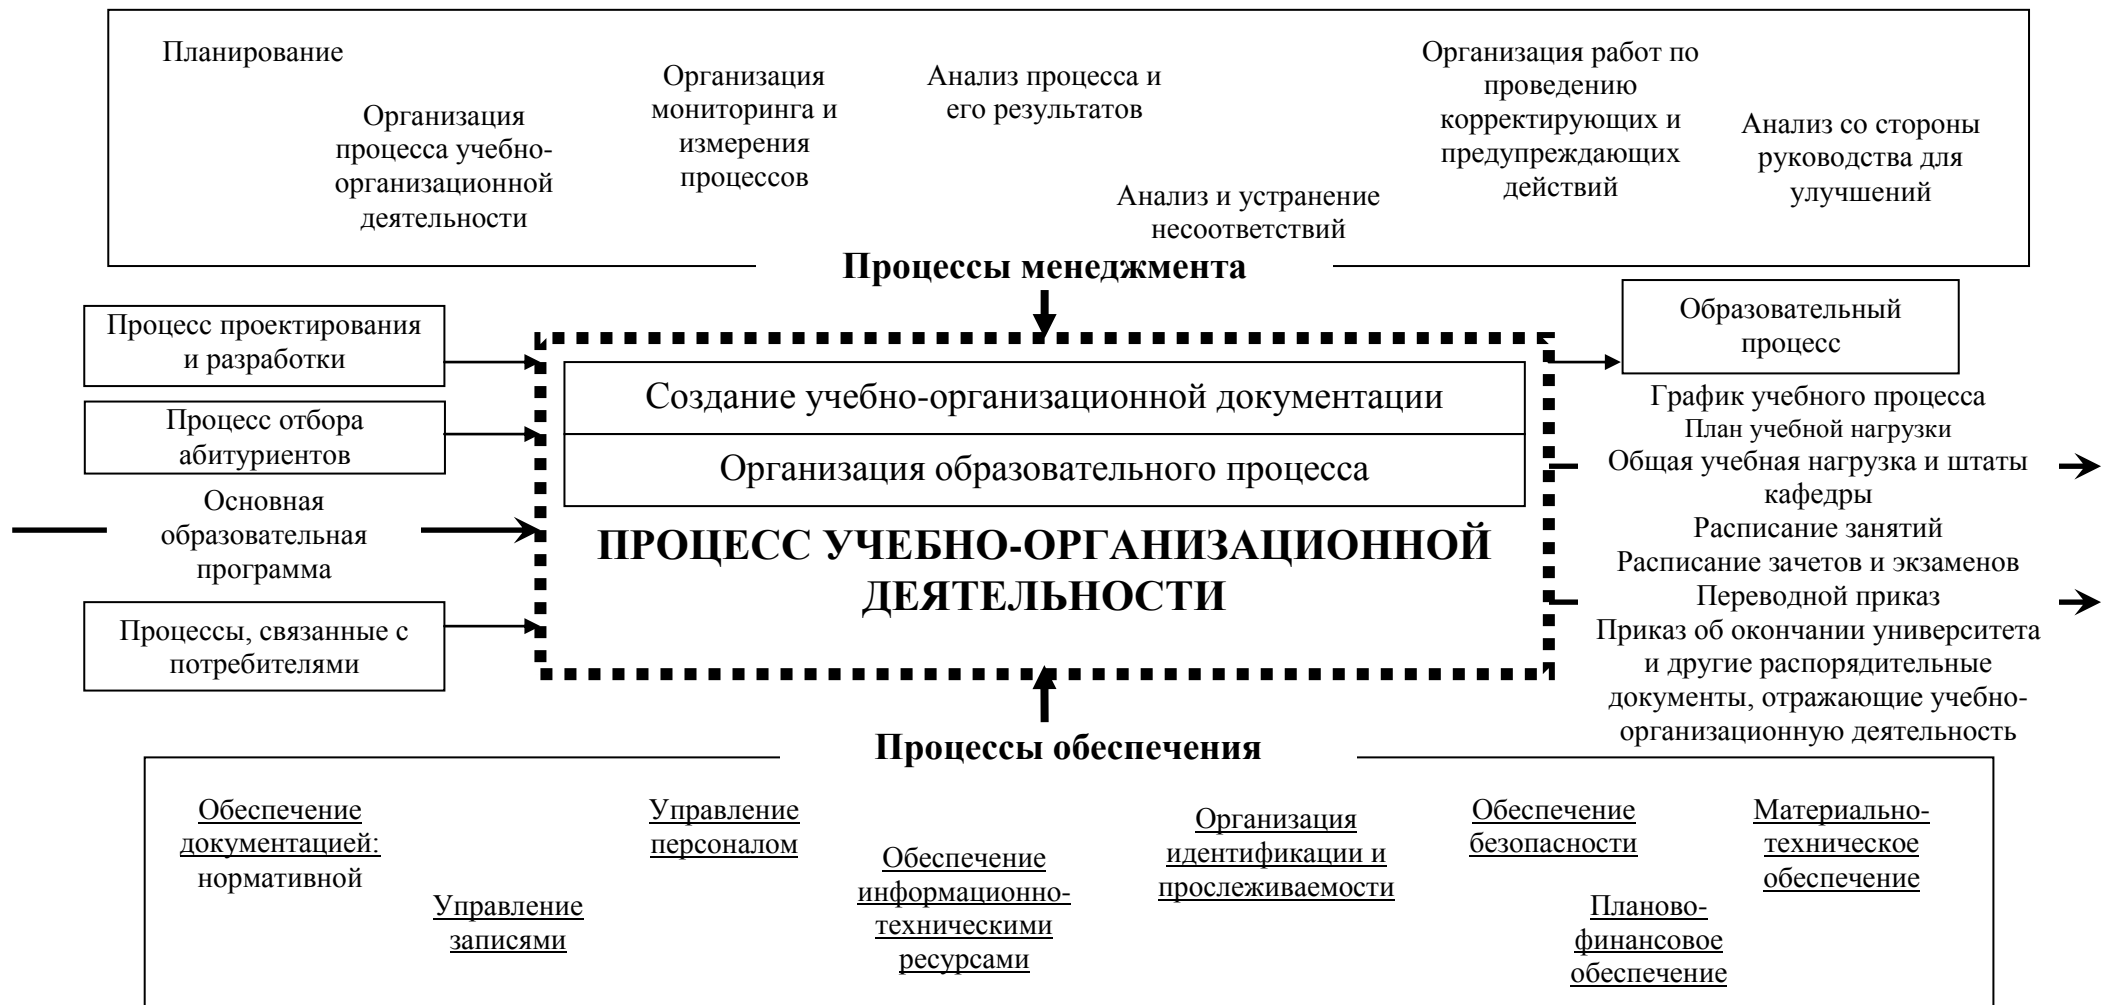 Планирование
Организация
процесса учебно-
организационной
деятельности
Организация
мониторинга и
измерения
процессов
Анализ процесса и
его результатов
Анализ и устранение
несоответствий
Организация работ по
проведению
корректирующих и
предупреждающих
действий
Анализ со стороны
руководства для
улучшений
Процессы менеджмента
Процесс проектирования
и разработки
Процесс отбора
абитуриентов
Основная
образовательная
программа
Процессы, связанные с
потребителями
Создание учебно-организационной документации
Организация образовательного процесса
ПРОЦЕСС УЧЕБНО-ОРГАНИЗАЦИОННОЙ
ДЕЯТЕЛЬНОСТИ
Образовательный
процесс
График учебного процесса
План учебной нагрузки
Общая учебная нагрузка и штаты
кафедры
Расписание занятий
Расписание зачетов и экзаменов
Переводной приказ
Приказ об окончании университета
и другие распорядительные
документы, отражающие учебно-
организационную деятельность
Процессы обеспечения
Обеспечение
документацией:
нормативной
Управление
записями
Управление
персоналом
Обеспечение
информационно-
техническими
ресурсами
Организация
идентификации и
прослеживаемости
Обеспечение
безопасности
Планово-
финансовое
обеспечение
Материально-
техническое
обеспечение